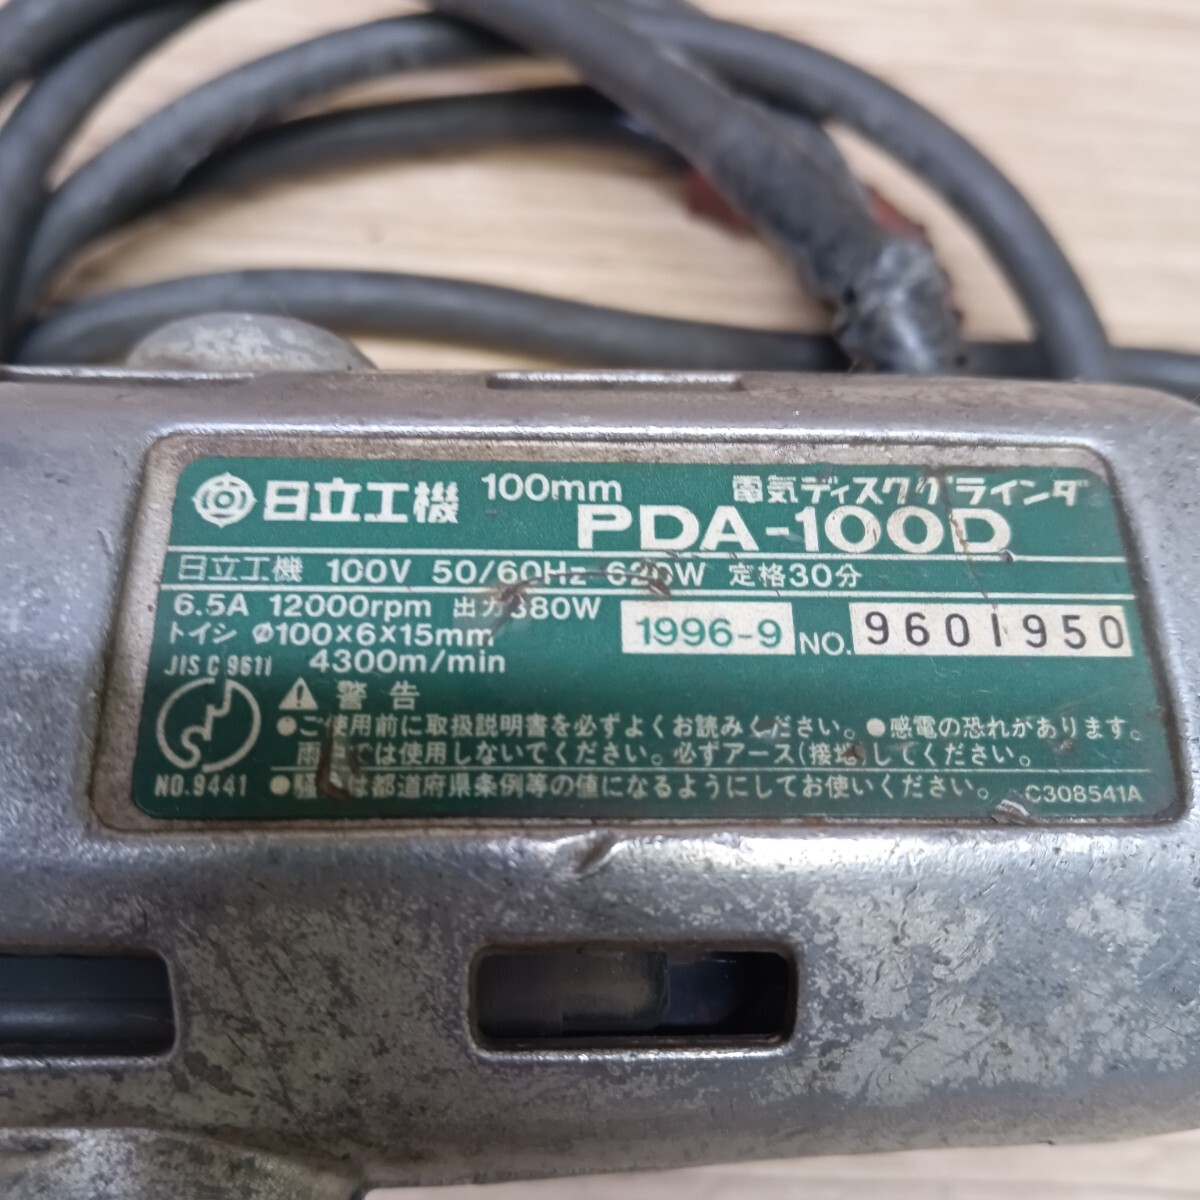 日立工機 100mm 電気ディスクグラインダ
PDA-100D
日立工機 100V 50/60Hz 620W 定格30分
6.5A 12000rpm 出力380W
トイシ φ100×6×15mm
4300m/min
1996-9 NO. 9601950
JIS C 9611
NO.9441
⚠警告
●ご使用前に取扱説明書を必ずよくお読みください。●感電の恐れがあります。
雨中では使用しないでください。必ずアース(接地)してください。
●騒音は都道府県条例等の値になるようにしてお使いください。 C308541A